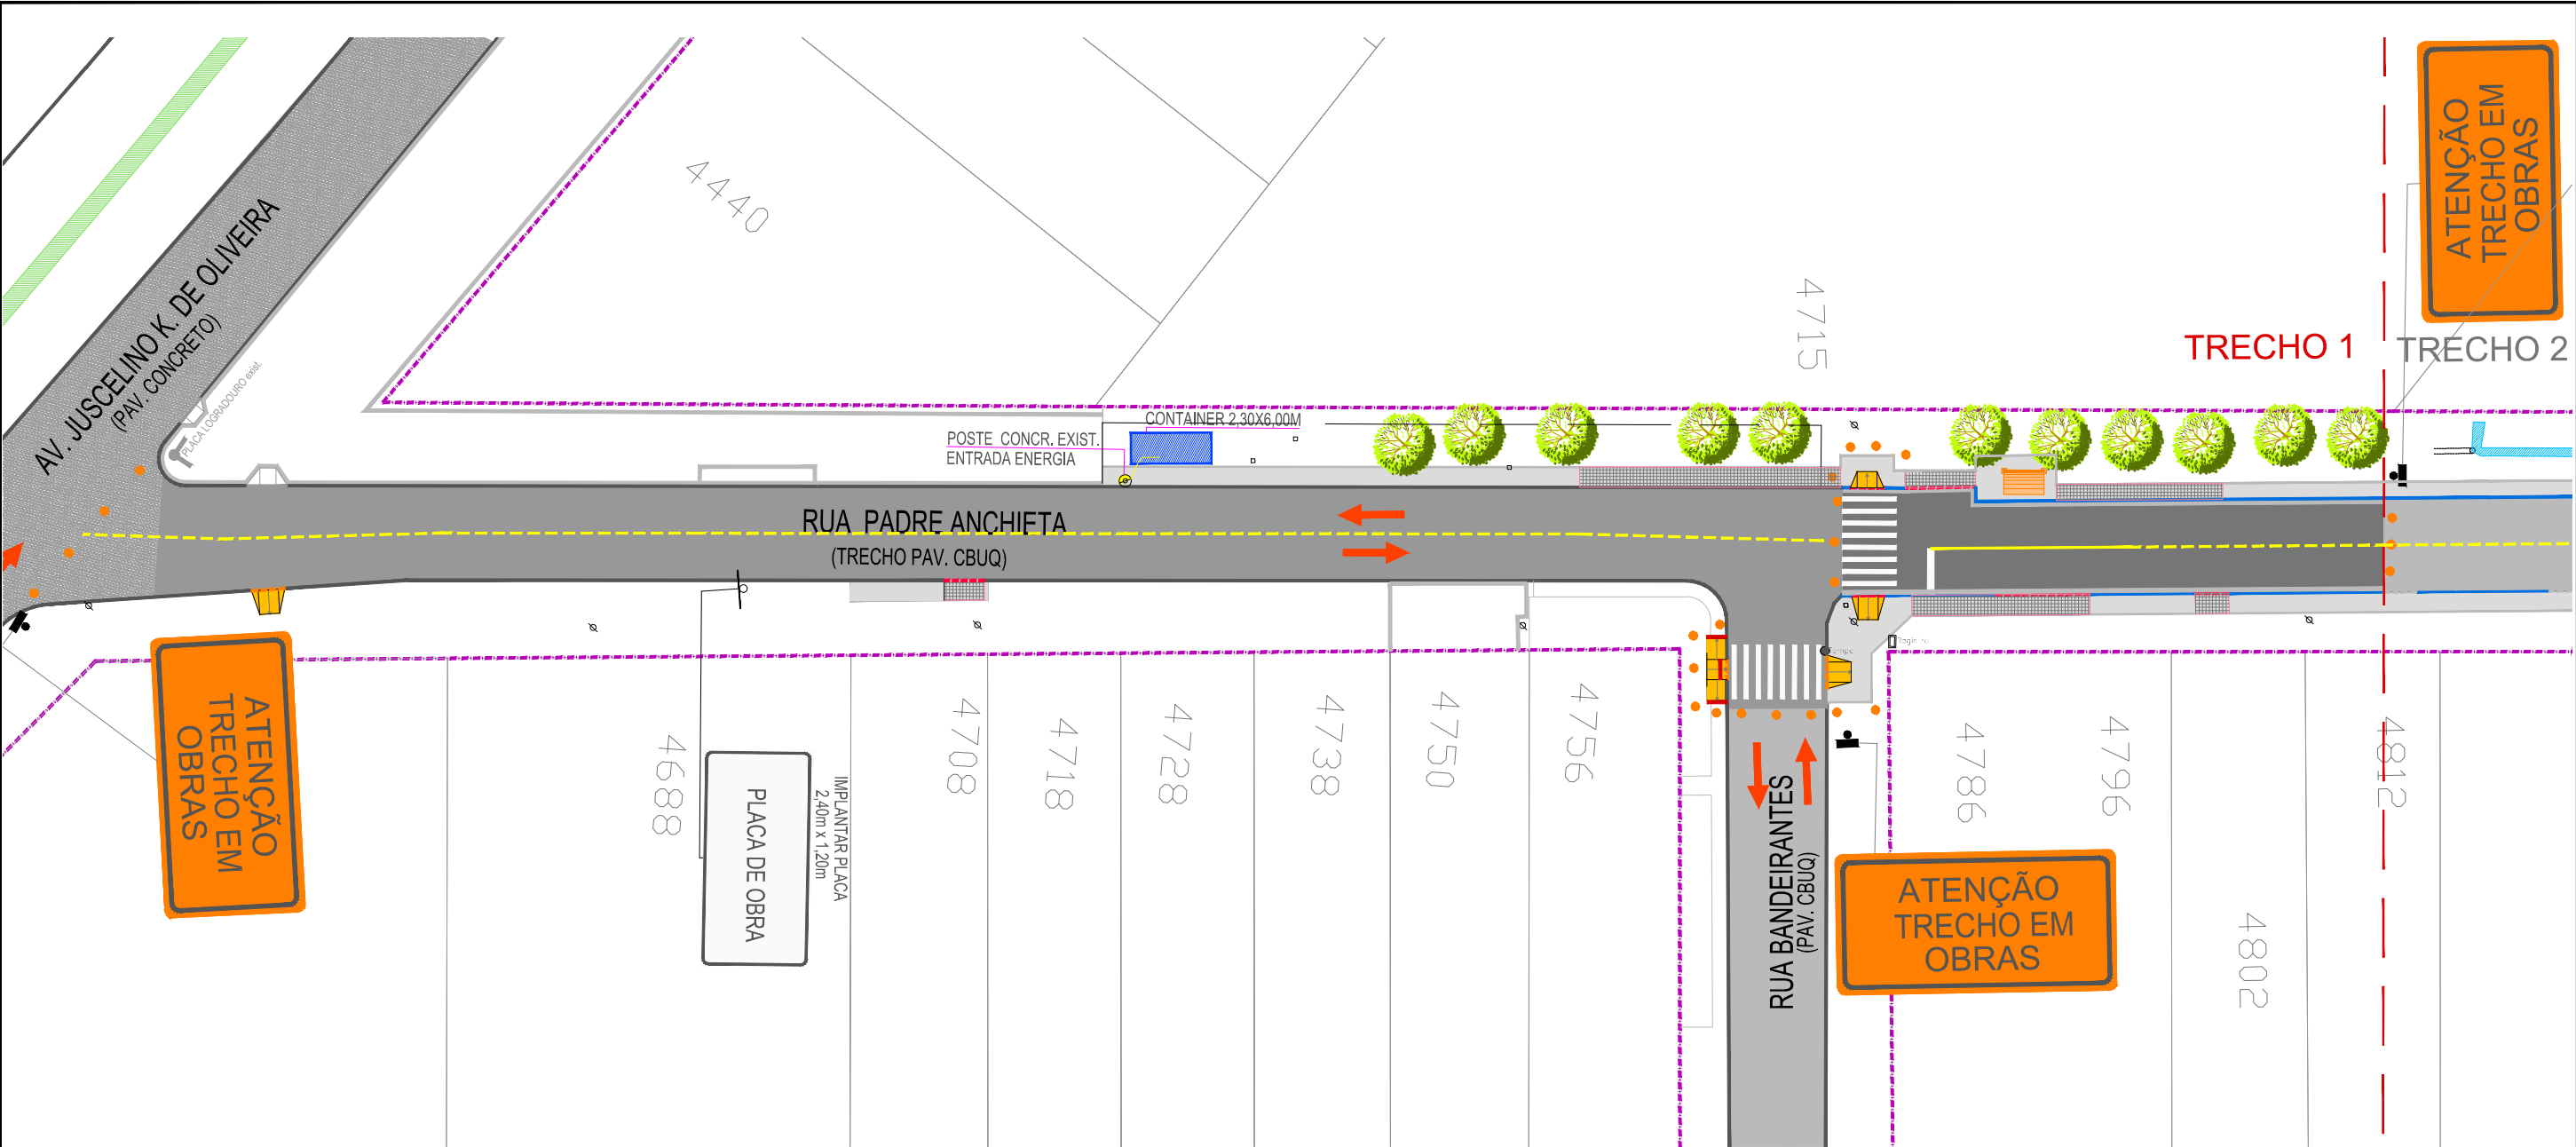 AV. JUSCELINO K. DE OLIVEIRA
(PAV. CONCRETO)
PLACA LOGRADOURO exist.
4440
POSTE CONCR. EXIST.
ENTRADA ENERGIA
CONTAINER 2,30X6,00M
4715
TRECHO 1
TRECHO 2
ATENÇÃO
TRECHO EM
OBRAS
RUA PADRE ANCHIETA
(TRECHO PAV. CBUQ)
ATENÇÃO
TRECHO EM
OBRAS
4688
PLACA DE OBRA
IMPLANTAR PLACA
2,40m x 1,20m
4708
4718
4728
4738
4750
4756
RUA BANDEIRANTES
(PAV. CBUQ)
ATENÇÃO
TRECHO EM
OBRAS
4786
4796
4802
4812